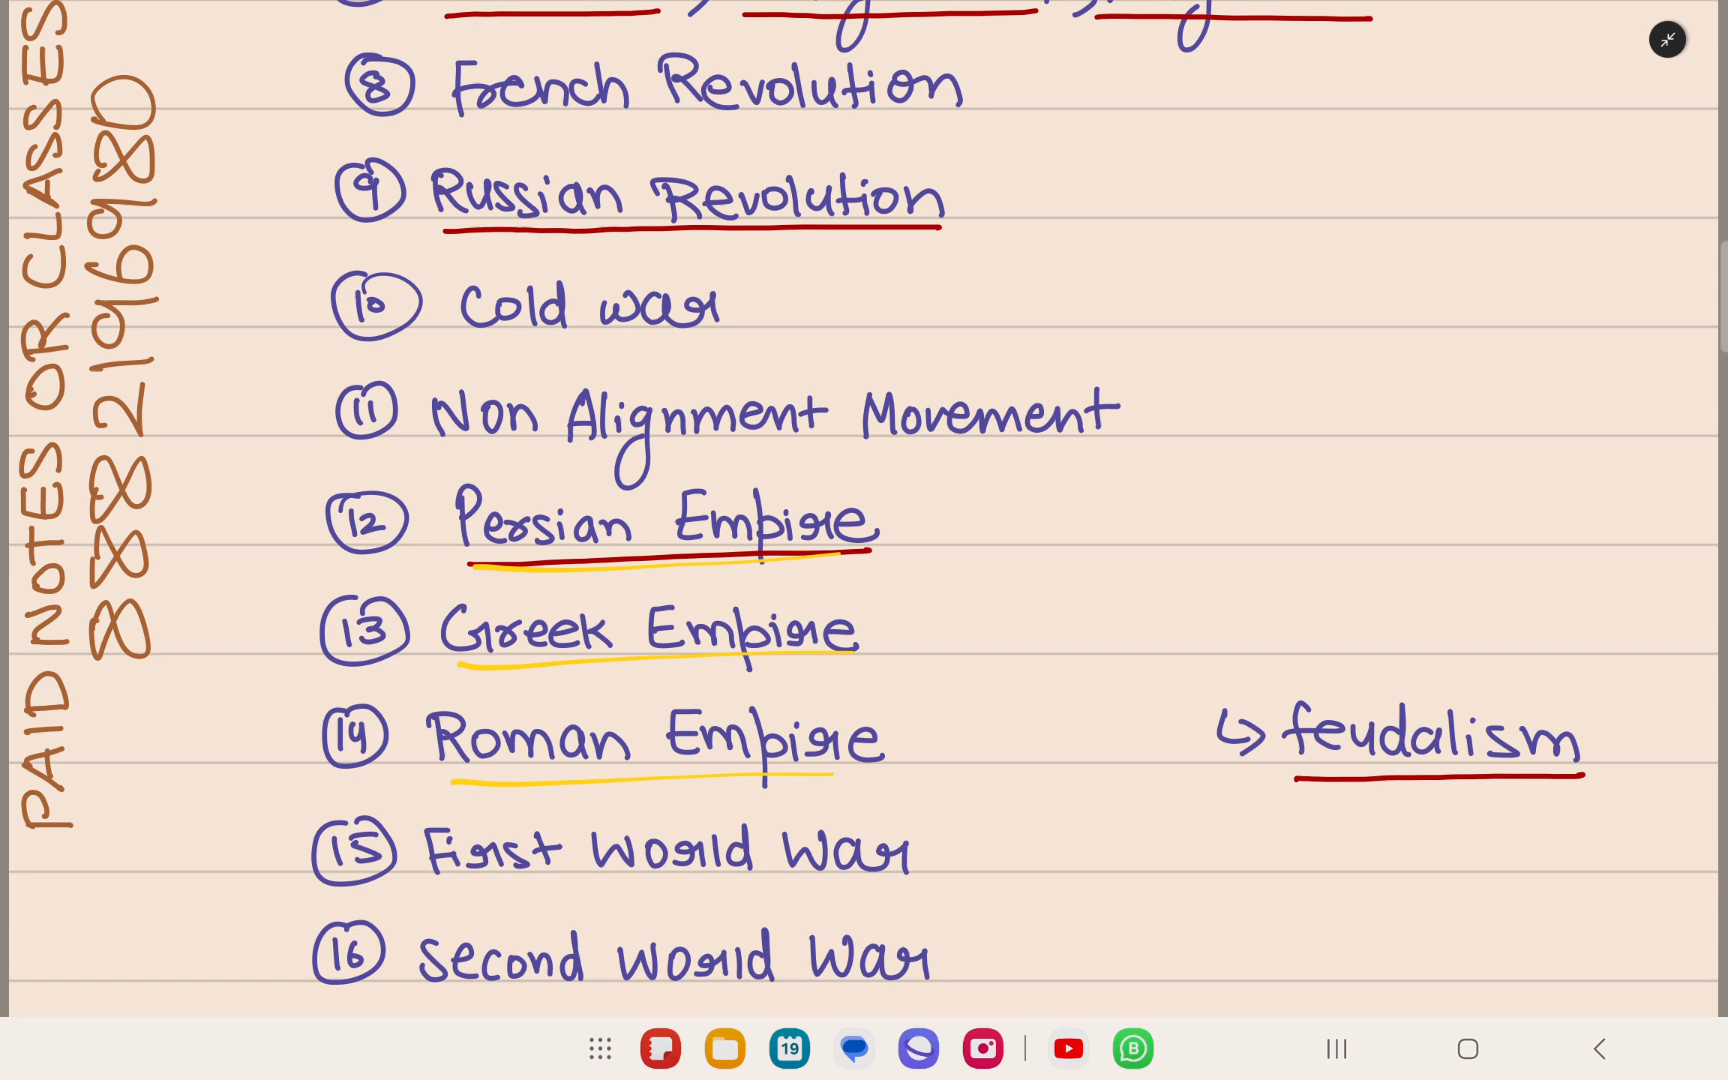 PAID NOTES OR CLASSES
8882196980
8 French Revolution
9 Russian Revolution
10 Cold war
11 Non Alignment Movement
12 Persian Empire
13 Greek Empire
14 Roman Empire
↳ feudalism
15 First World War
16 Second World War
19
B